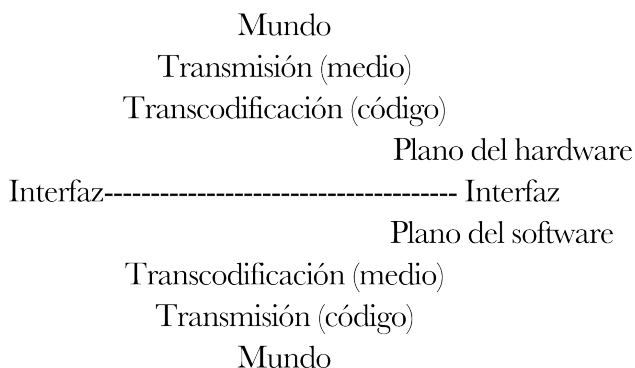 Mundo
Transmisión (medio)
Transcodificación (código)
Plano del hardware
Interfaz-------------------------------------- Interfaz
Plano del software
Transcodificación (medio)
Transmisión (código)
Mundo